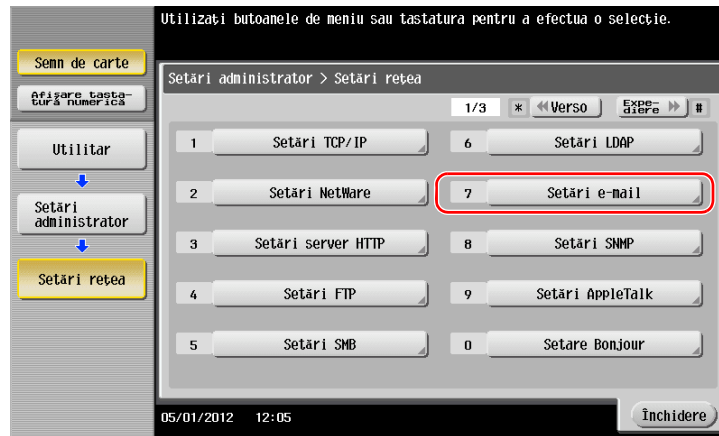 Utilizați butoanele de meniu sau tastatura pentru a efectua o selecție.
Semn de carte
Afișare tasta-
tură numerică
Utilitar
Setări
administrator
Setări rețea
Setări administrator > Setări rețea
1/3 * Verso Expe-
diere #
1 Setări TCP/IP
2 Setări NetWare
3 Setări server HTTP
4 Setări FTP
5 Setări SMB
6 Setări LDAP
7 Setări e-mail
8 Setări SNMP
9 Setări AppleTalk
0 Setare Bonjour
05/01/2012 12:05
Închidere